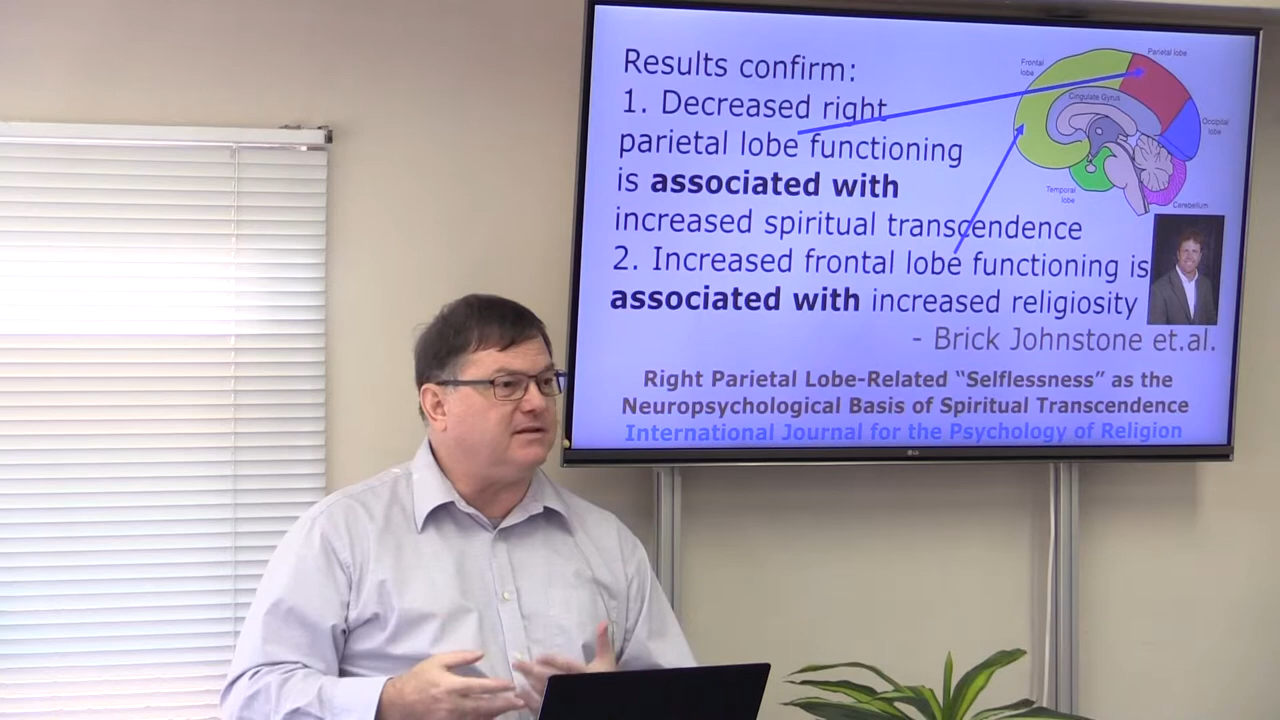 Results confirm:
1. Decreased right
parietal lobe functioning
is associated with
increased spiritual transcendence
2. Increased frontal lobe functioning is
associated with increased religiosity
- Brick Johnstone et.al.
Right Parietal Lobe-Related “Selflessness” as the
Neuropsychological Basis of Spiritual Transcendence
International Journal for the Psychology of Religion
Parietal lobe
Frontal
lobe
Cingulate Gyrus
Occipital
lobe
Temporal
lobe
Cerebellum
LG